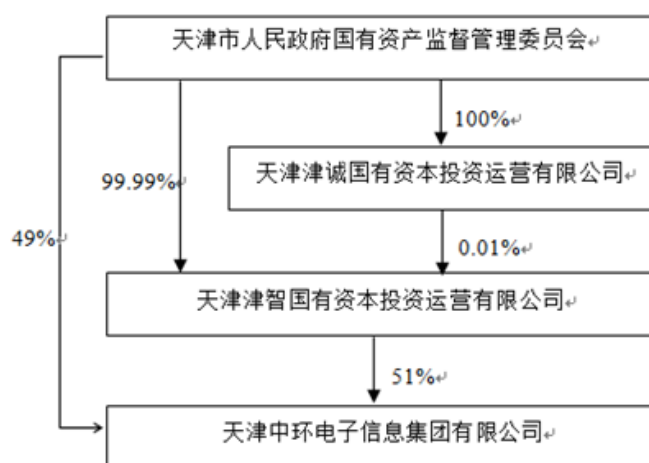 天津市人民政府国有资产监督管理委员会
100%
天津津诚国有资本投资运营有限公司
99.99%
49%
0.01%
天津津智国有资本投资运营有限公司
51%
天津中环电子信息集团有限公司